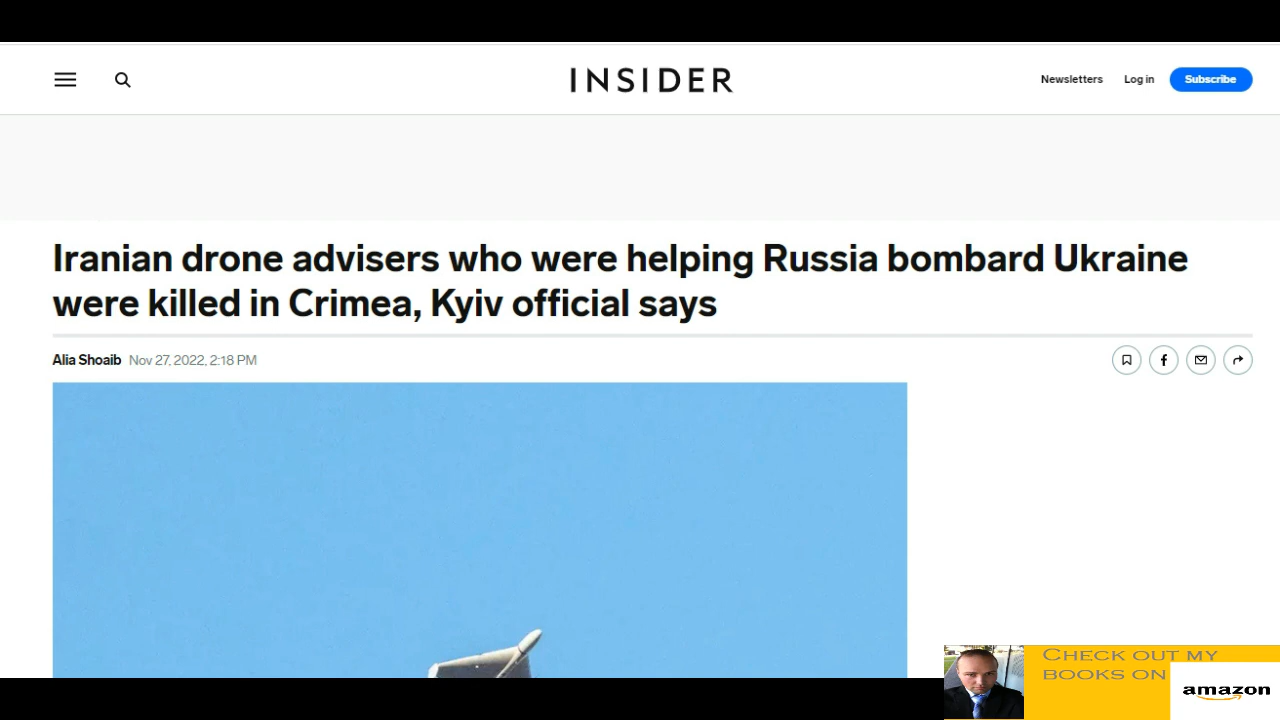 INSIDER
Newsletters Log in Subscribe
Iranian drone advisers who were helping Russia bombard Ukraine
were killed in Crimea, Kyiv official says
Alia Shoaib Nov 27, 2022, 2:18 PM
Check out my
books on
amazon